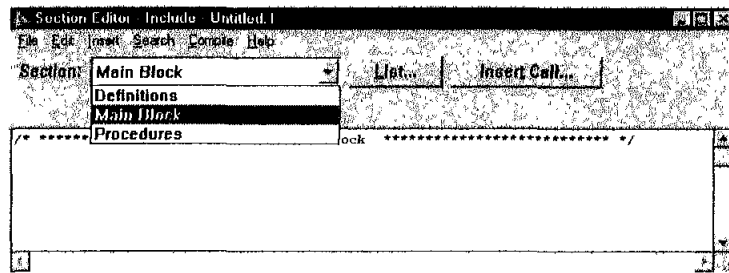 Section Editor - Include - Untitled.I
File Edit Insert Search Compile Help
Section: Main Block List... Insert Call...
Definitions
Main Block
Procedures
/* ****** ock ***************************** */